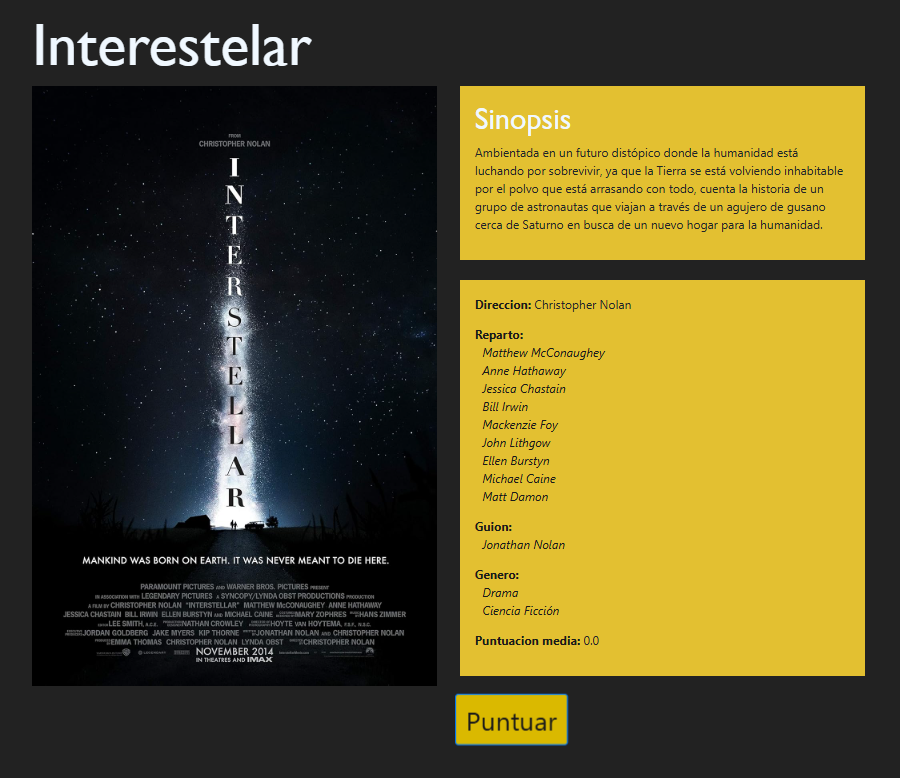 Interestelar
FROM
CHRISTOPHER NOLAN
INTERSTELLAR
MANKIND WAS BORN ON EARTH. IT WAS NEVER MEANT TO DIE HERE.
PARAMOUNT PICTURES AND WARNER BROS. PICTURES PRESENT
IN ASSOCIATION WITH LEGENDARY PICTURES A SYNCOPY/LYNDA OBST PRODUCTIONS PRODUCTION
A FILM BY CHRISTOPHER NOLAN "INTERSTELLAR" MATTHEW McCONAUGHEY ANNE HATHAWAY
JESSICA CHASTAIN BILL IRWIN ELLEN BURSTYN AND MICHAEL CAINE MARY ZOPHRES HANS ZIMMER
LEE SMITH, A.C.E. NATHAN CROWLEY HOYTE VAN HOYTEMA, F.S.F., N.S.C.
JORDAN GOLDBERG JAKE MYERS KIP THORNE JONATHAN NOLAN AND CHRISTOPHER NOLAN
EMMA THOMAS CHRISTOPHER NOLAN LYNDA OBST CHRISTOPHER NOLAN
NOVEMBER 2014
IN THEATRES AND IMAX
Sinopsis
Ambientada en un futuro distópico donde la humanidad está
luchando por sobrevivir, ya que la Tierra se está volviendo inhabitable
por el polvo que está arrasando con todo, cuenta la historia de un
grupo de astronautas que viajan a través de un agujero de gusano
cerca de Saturno en busca de un nuevo hogar para la humanidad.
Direccion: Christopher Nolan
Reparto:
Matthew McConaughey
Anne Hathaway
Jessica Chastain
Bill Irwin
Mackenzie Foy
John Lithgow
Ellen Burstyn
Michael Caine
Matt Damon
Guion:
Jonathan Nolan
Genero:
Drama
Ciencia Ficción
Puntuacion media: 0.0
Puntuar